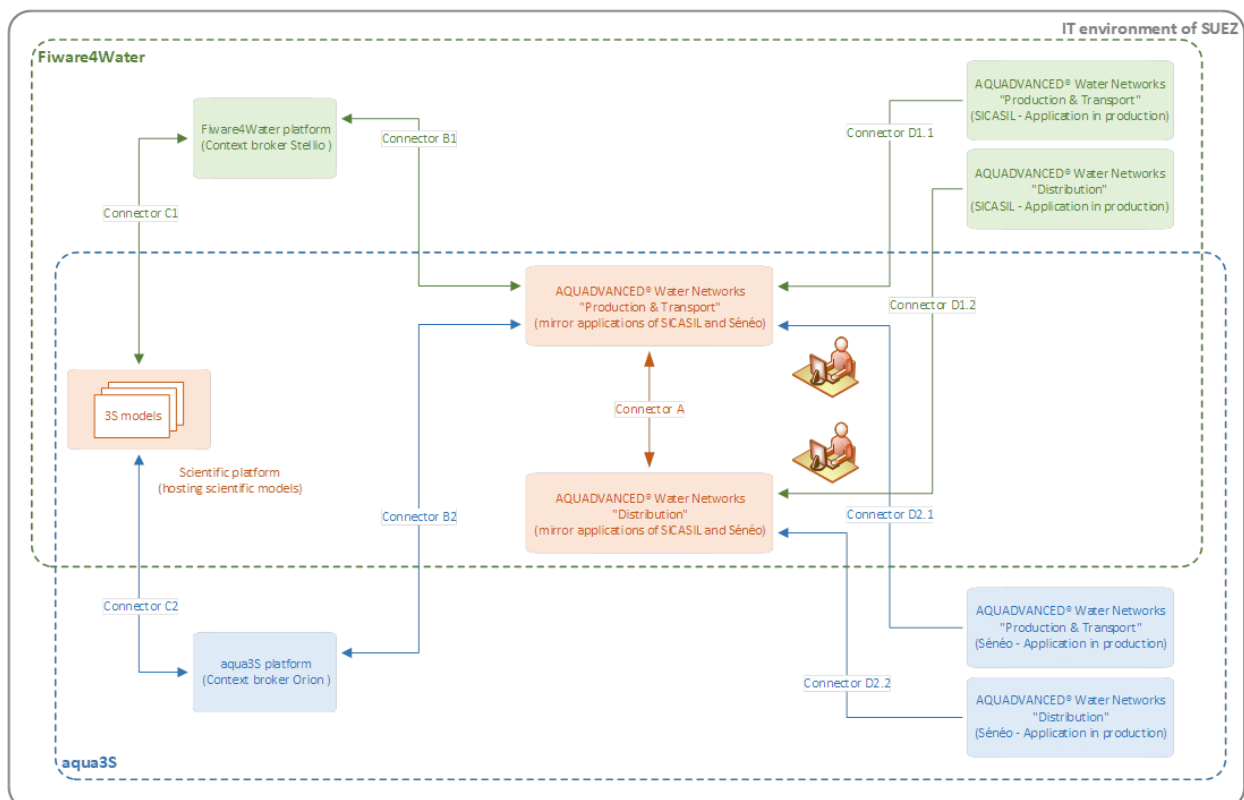 IT environment of SUEZ
Fiware4Water
AQUADVANCED® Water Networks
"Production & Transport"
(SICASIL - Application in production)
Fiware4Water platform
(Context broker Stellio )
Connector B1
Connector D1.1
AQUADVANCED® Water Networks
"Distribution"
(SICASIL - Application in production)
Connector C1
AQUADVANCED® Water Networks
"Production & Transport"
(mirror applications of SICASIL and Sénéo)
Connector D1.2
3S models
Connector A
Scientific platform
(hosting scientific models)
AQUADVANCED® Water Networks
"Distribution"
(mirror applications of SICASIL and Sénéo)
Connector B2
Connector D2.1
Connector C2
AQUADVANCED® Water Networks
"Production & Transport"
(Sénéo - Application in production)
aqua3S platform
(Context broker Orion )
Connector D2.2
AQUADVANCED® Water Networks
"Distribution"
(Sénéo - Application in production)
aqua3S